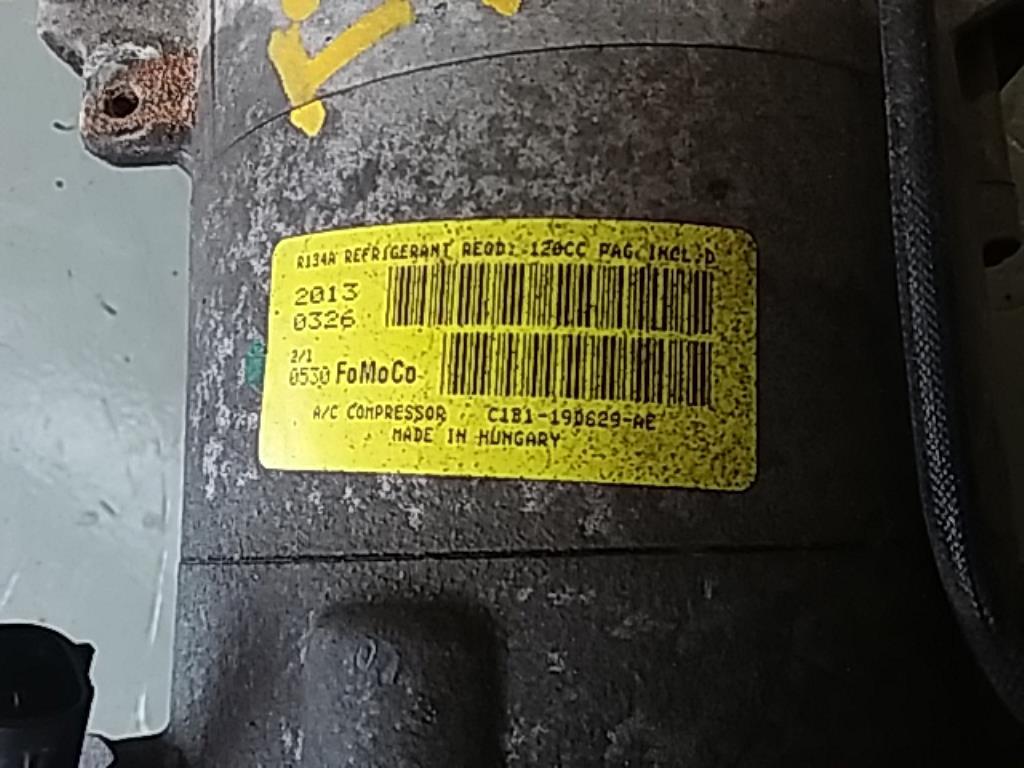 R134A REFRIGERANT REQD: 120CC PAG INCL.D
2013
0326
2/1
0530 FoMoCo
A/C COMPRESSOR C1B1-19D629-AE
MADE IN HUNGARY